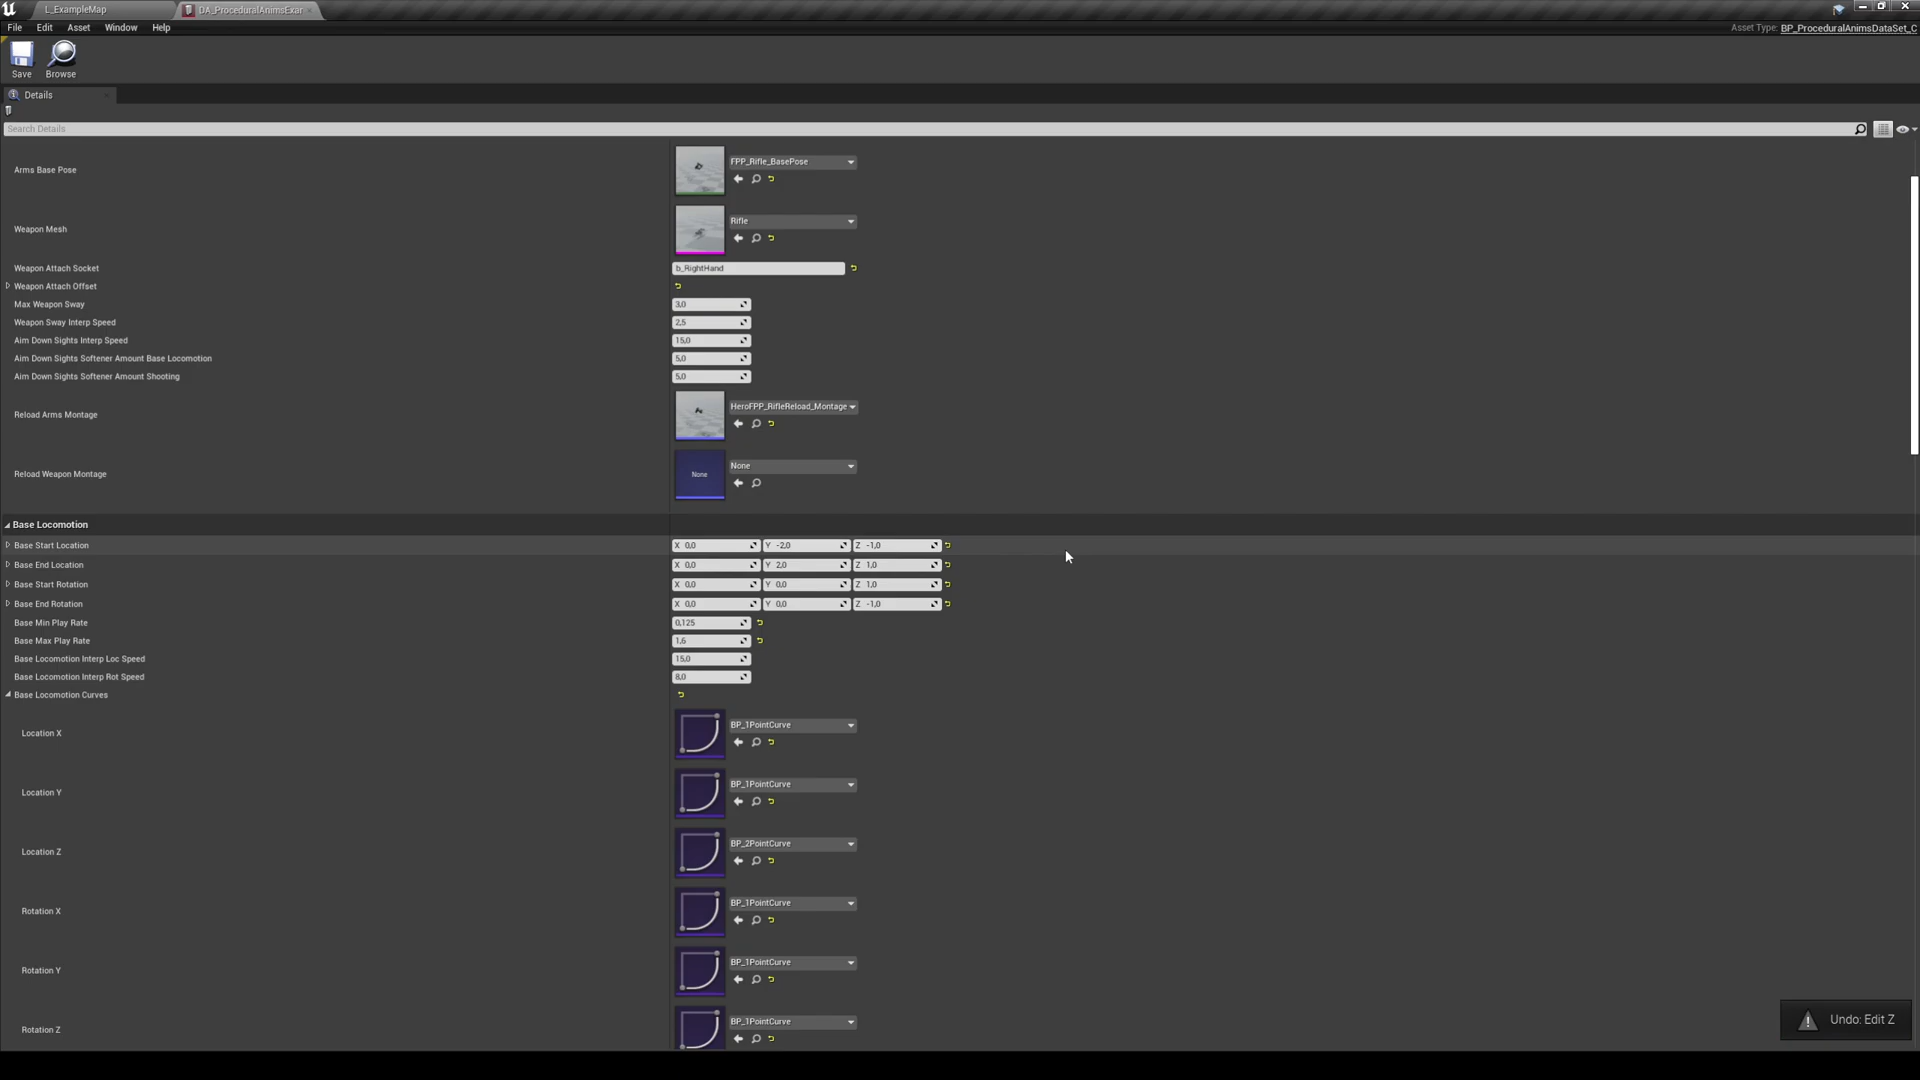 L_ExampleMap
DA_ProceduralAnimsExar
File Edit Asset Window Help
Asset Type: BP_ProceduralAnimsDataSet_C
Save Browse
Details
Search Details
Arms Base Pose FPP_Rifle_BasePose
Weapon Mesh Rifle
Weapon Attach Socket b_RightHand
Weapon Attach Offset
Max Weapon Sway 3,0
Weapon Sway Interp Speed 2,5
Aim Down Sights Interp Speed 15,0
Aim Down Sights Softener Amount Base Locomotion 5,0
Aim Down Sights Softener Amount Shooting 5,0
Reload Arms Montage HeroFPP_RifleReload_Montage
Reload Weapon Montage None None
Base Locomotion
Base Start Location X 0,0 Y -2,0 Z -1,0
Base End Location X 0,0 Y 2,0 Z 1,0
Base Start Rotation X 0,0 Y 0,0 Z 1,0
Base End Rotation X 0,0 Y 0,0 Z -1,0
Base Min Play Rate 0,125
Base Max Play Rate 1,6
Base Locomotion Interp Loc Speed 15,0
Base Locomotion Interp Rot Speed 8,0
Base Locomotion Curves
Location X BP_1PointCurve
Location Y BP_1PointCurve
Location Z BP_2PointCurve
Rotation X BP_1PointCurve
Rotation Y BP_1PointCurve
Rotation Z BP_1PointCurve
Undo: Edit Z